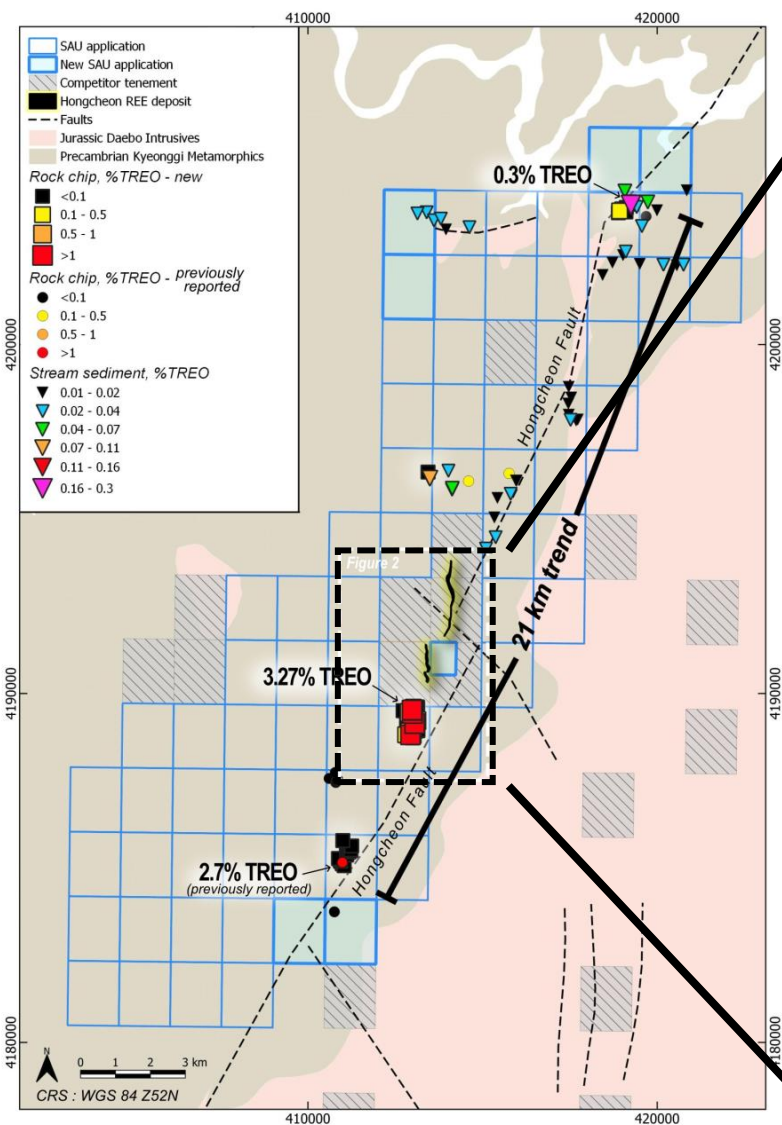 410000
420000
SAU application
New SAU application
Competitor tenement
Hongcheon REE deposit
Faults
Jurassic Daebo Intrusives
Precambrian Kyeonggi Metamorphics
Rock chip, %TREO - new
<0.1
0.1 - 0.5
0.5 - 1
>1
Rock chip, %TREO - previously
reported
<0.1
0.1 - 0.5
0.5 - 1
>1
Stream sediment, %TREO
0.01 - 0.02
0.02 - 0.04
0.04 - 0.07
0.07 - 0.11
0.11 - 0.16
0.16 - 0.3
0.3% TREO
4200000
4200000
Hongcheon Fault
Figure 2
21 km trend
3.27% TREO
4190000
4190000
Hongcheon Fault
2.7% TREO
(previously reported)
4180000
4180000
N
0 1 2 3 km
CRS : WGS 84 Z52N
410000
420000